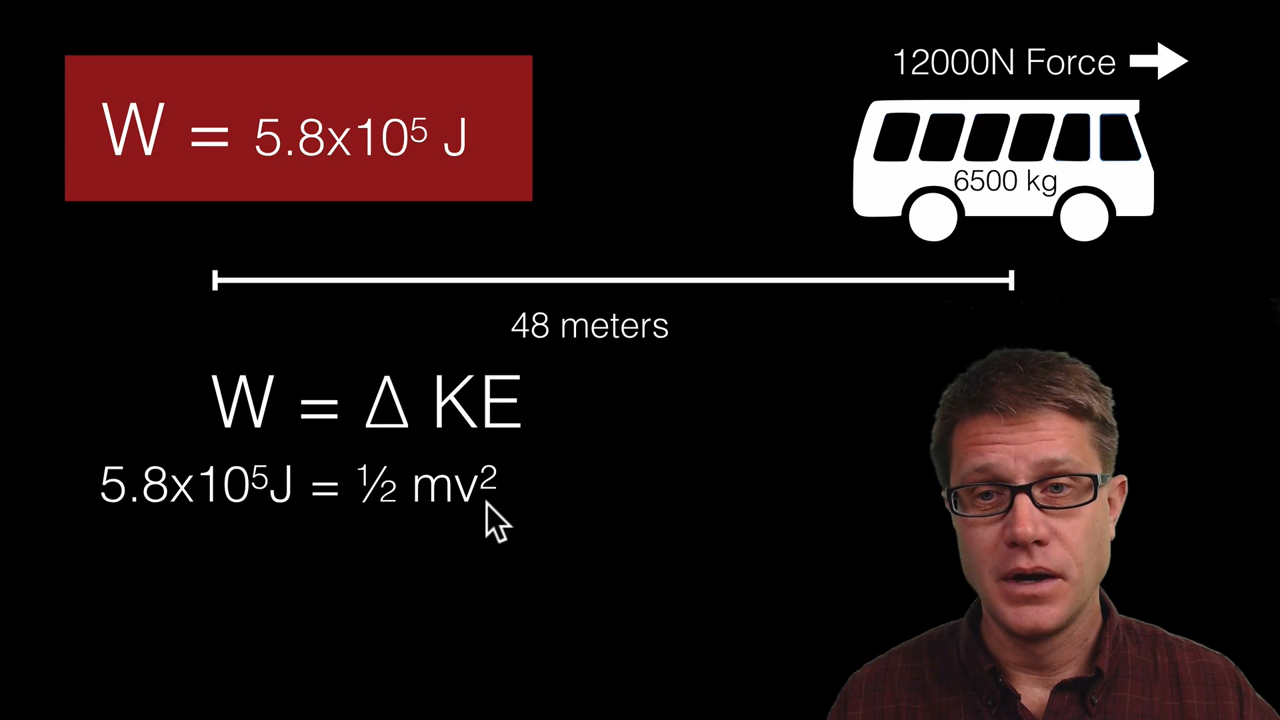 W = 5.8x10⁵ J
12000N Force
6500 kg
48 meters
W = Δ KE
5.8x10⁵J = ½ mv²